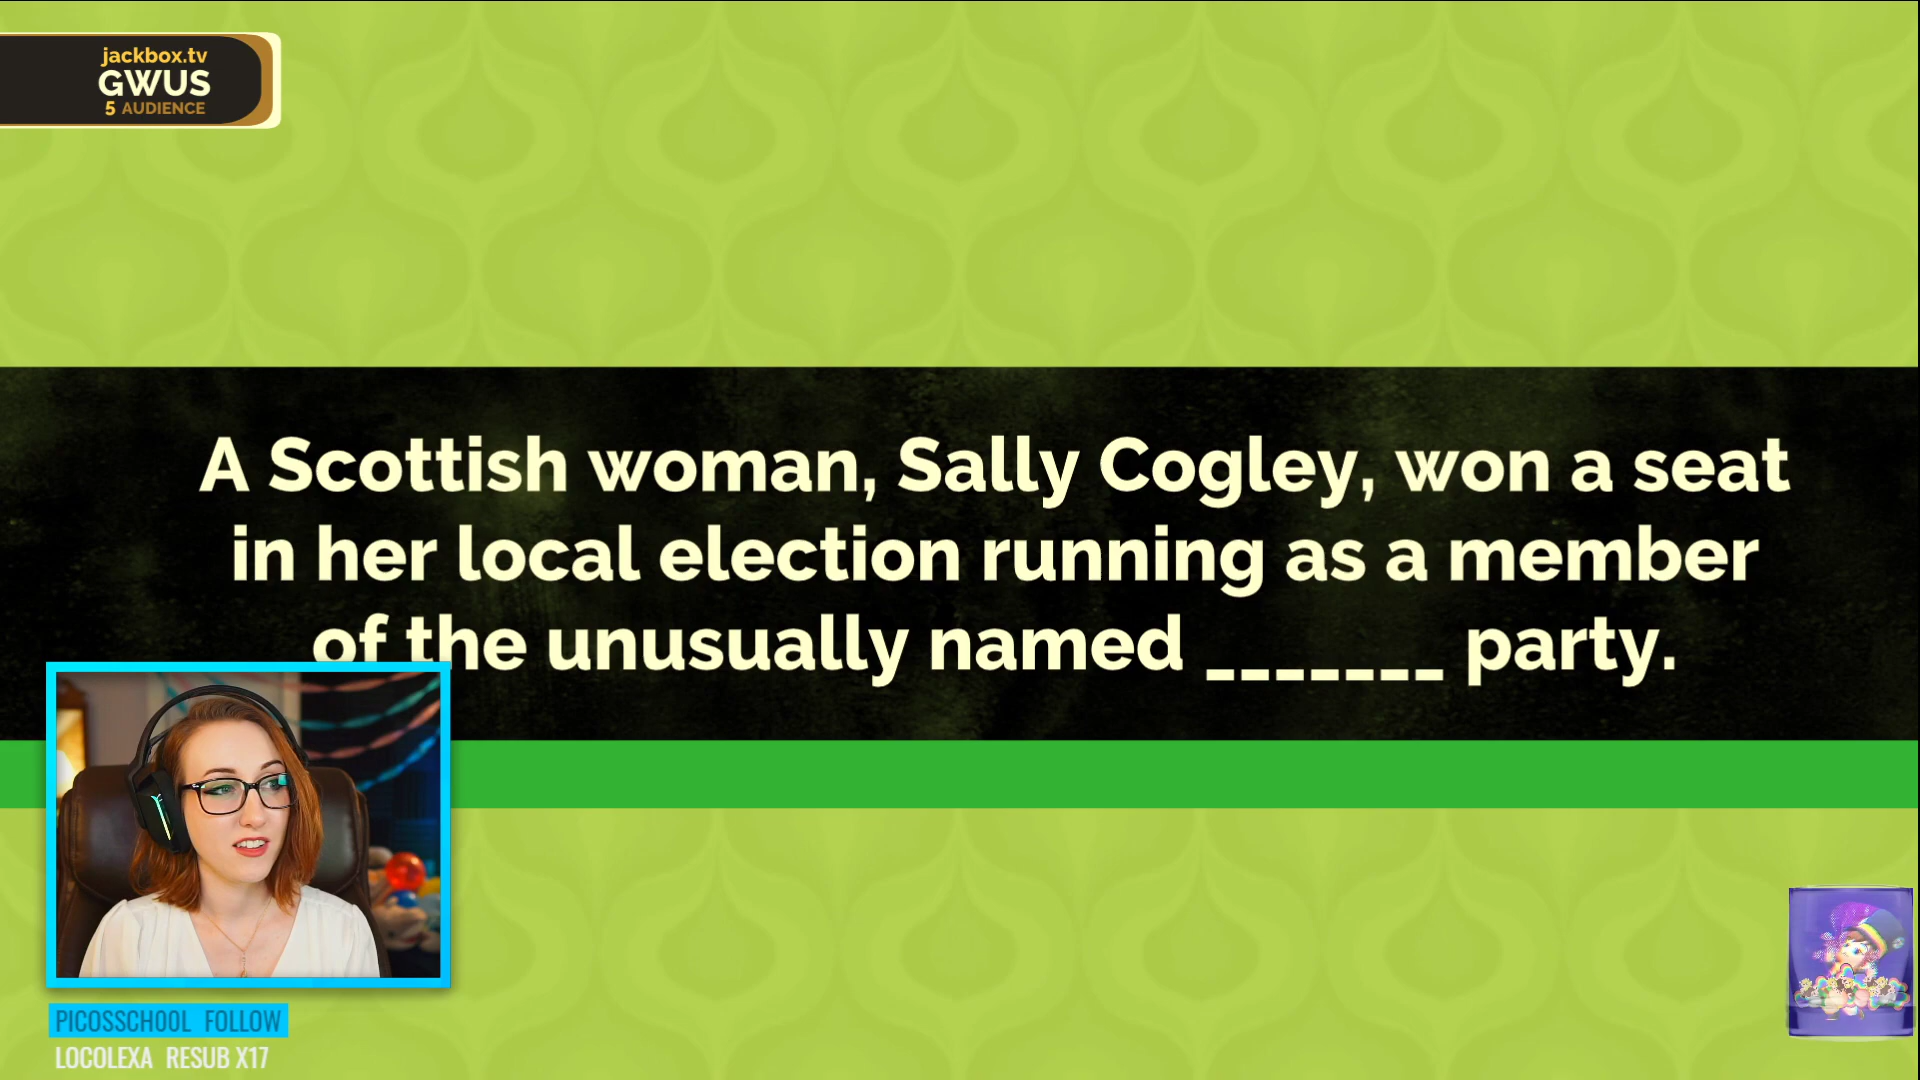 jackbox.tv
GWUS
5 AUDIENCE
A Scottish woman, Sally Cogley, won a seat
in her local election running as a member
of the unusually named _______ party.
PICOSSCHOOL FOLLOW
LOCOLEXA RESUB X17